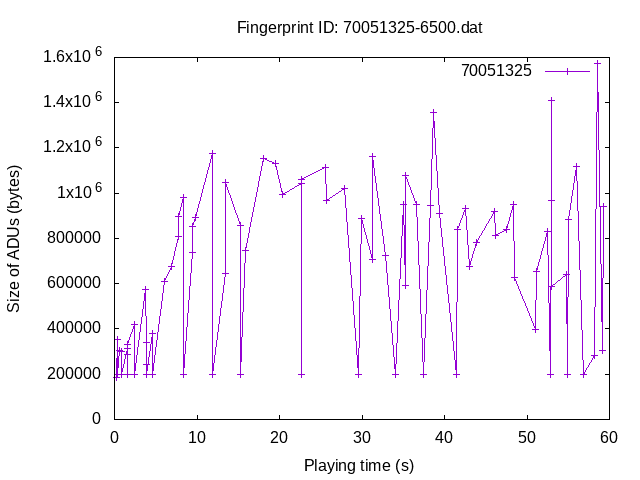 Fingerprint ID: 70051325-6500.dat
70051325
Size of ADUs (bytes)
1.6x10 6
1.4x10 6
1.2x10 6
1x10 6
800000
600000
400000
200000
0
0 10 20 30 40 50 60
Playing time (s)